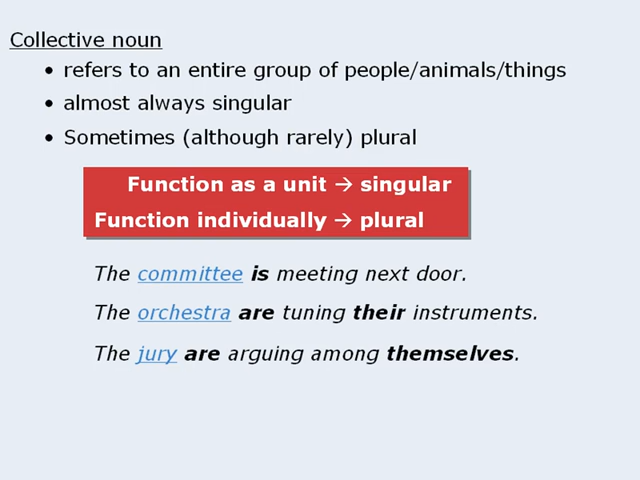 Collective noun
• refers to an entire group of people/animals/things
• almost always singular
• Sometimes (although rarely) plural
Function as a unit → singular
Function individually → plural
The committee is meeting next door.
The orchestra are tuning their instruments.
The jury are arguing among themselves.